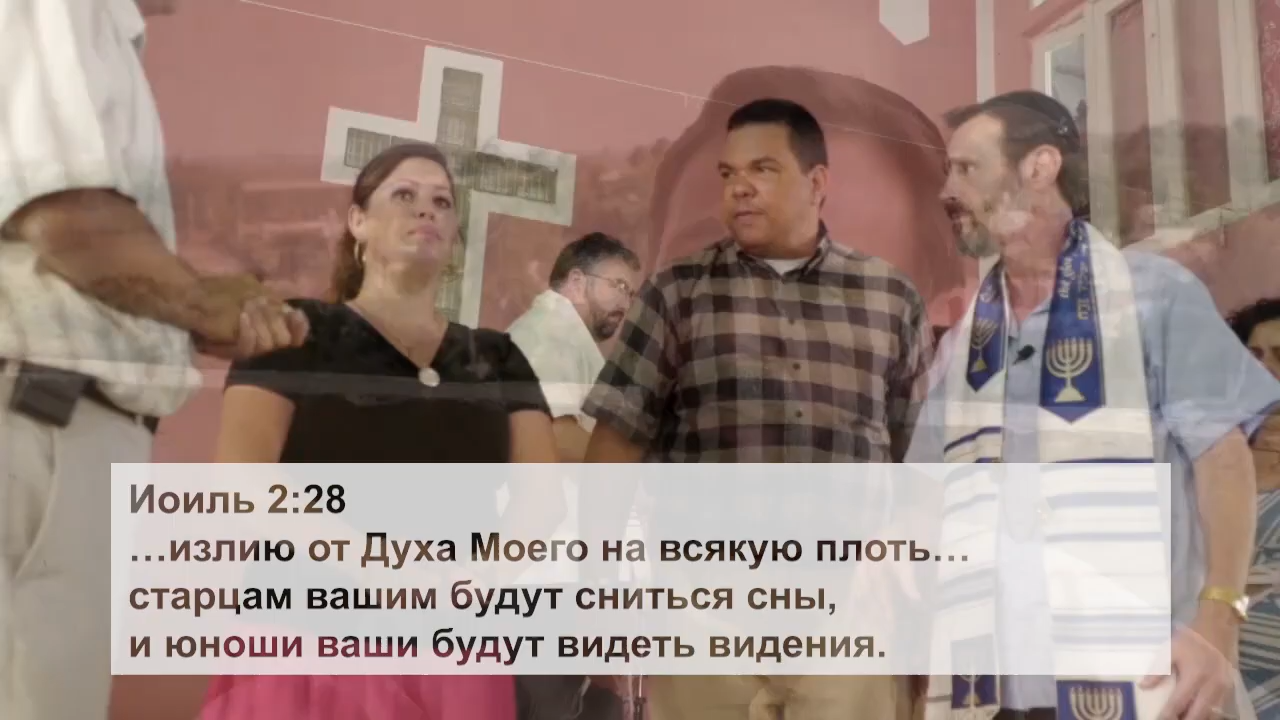 Иоиль 2:28
…излию от Духа Моего на всякую плоть…
старцам вашим будут сниться сны,
и юноши ваши будут видеть видения.